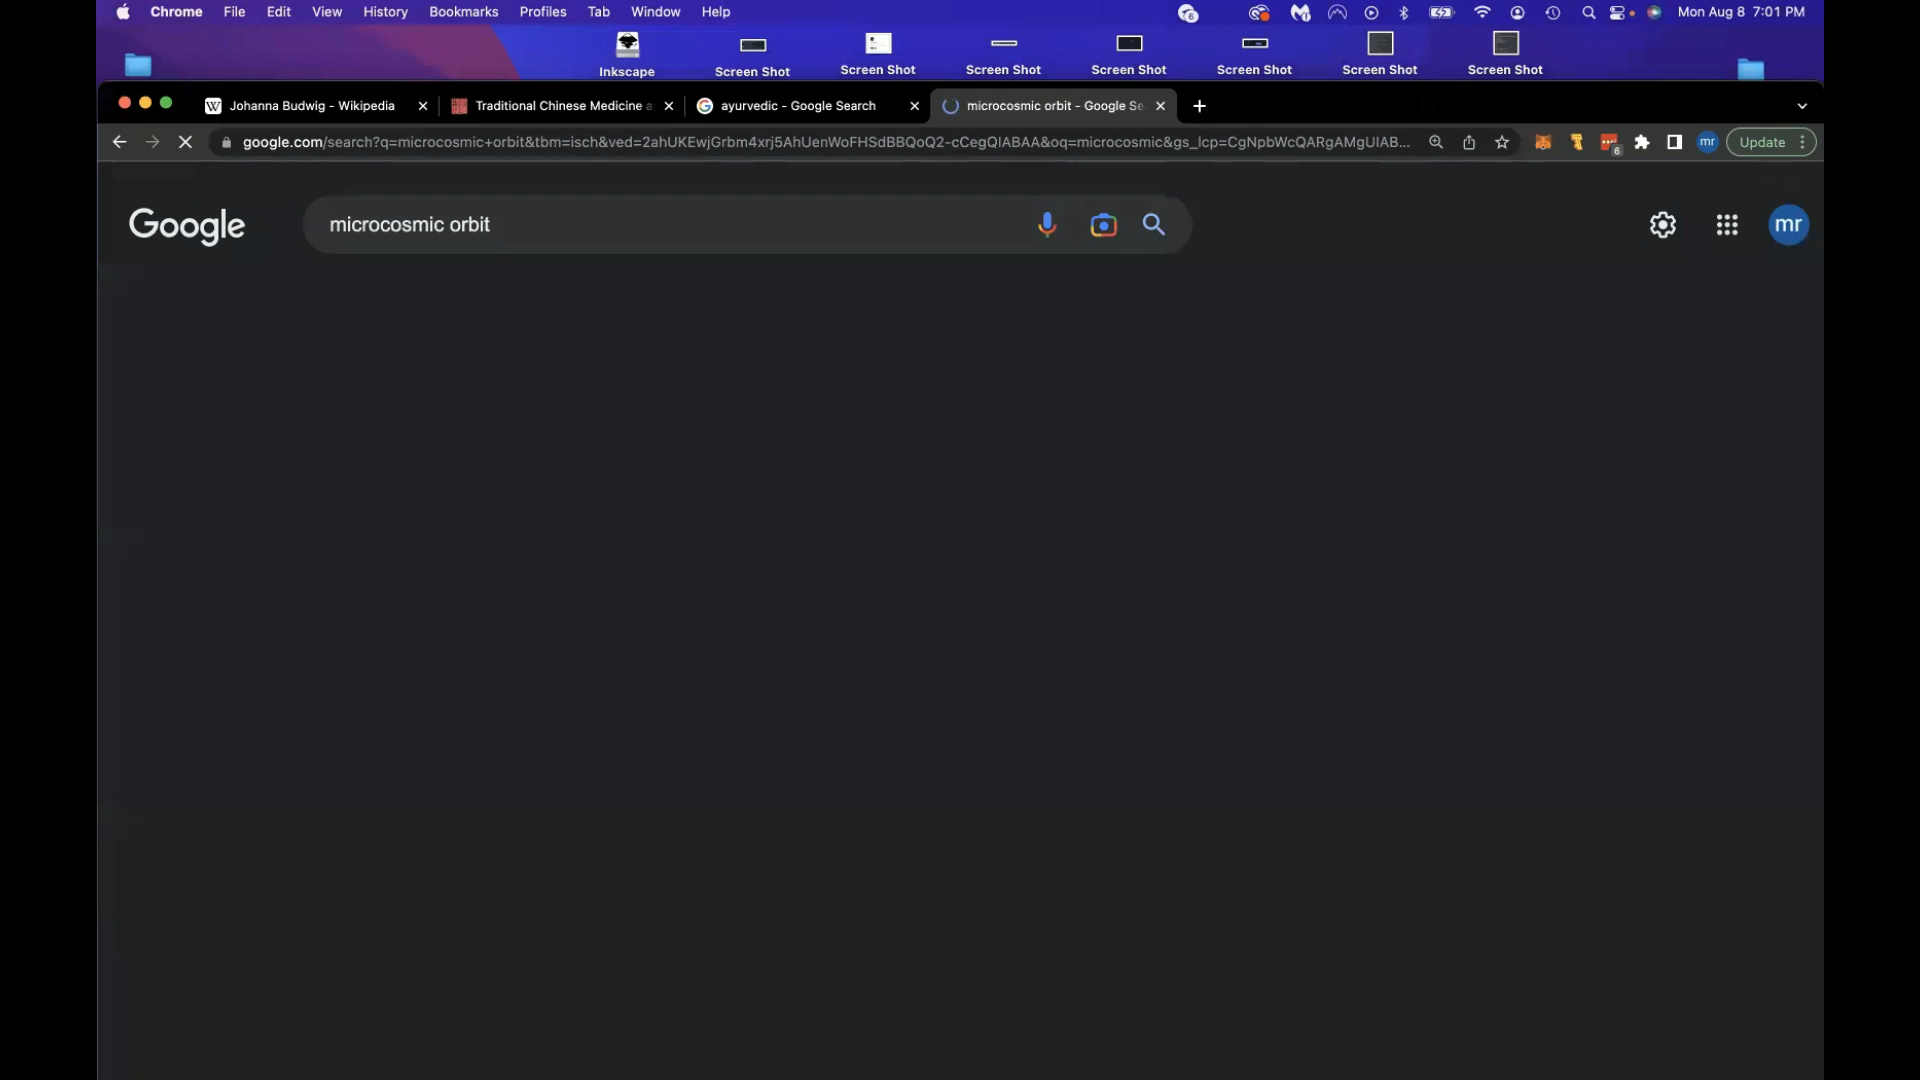 Chrome File Edit View History Bookmarks Profiles Tab Window Help 6 Mon Aug 8 7:01 PM
Inkscape Screen Shot Screen Shot Screen Shot Screen Shot Screen Shot Screen Shot Screen Shot
Johanna Budwig - Wikipedia Traditional Chinese Medicine a ayurvedic - Google Search microcosmic orbit - Google Se
google.com/search?q=microcosmic+orbit&tbm=isch&ved=2ahUKEwjGrbm4xrj5AhUenWoFHSdBBQoQ2-cCegQIABAA&oq=microcosmic&gs_lcp=CgNpbWcQARgAMgUIAB... 6 mr Update
Google microcosmic orbit mr